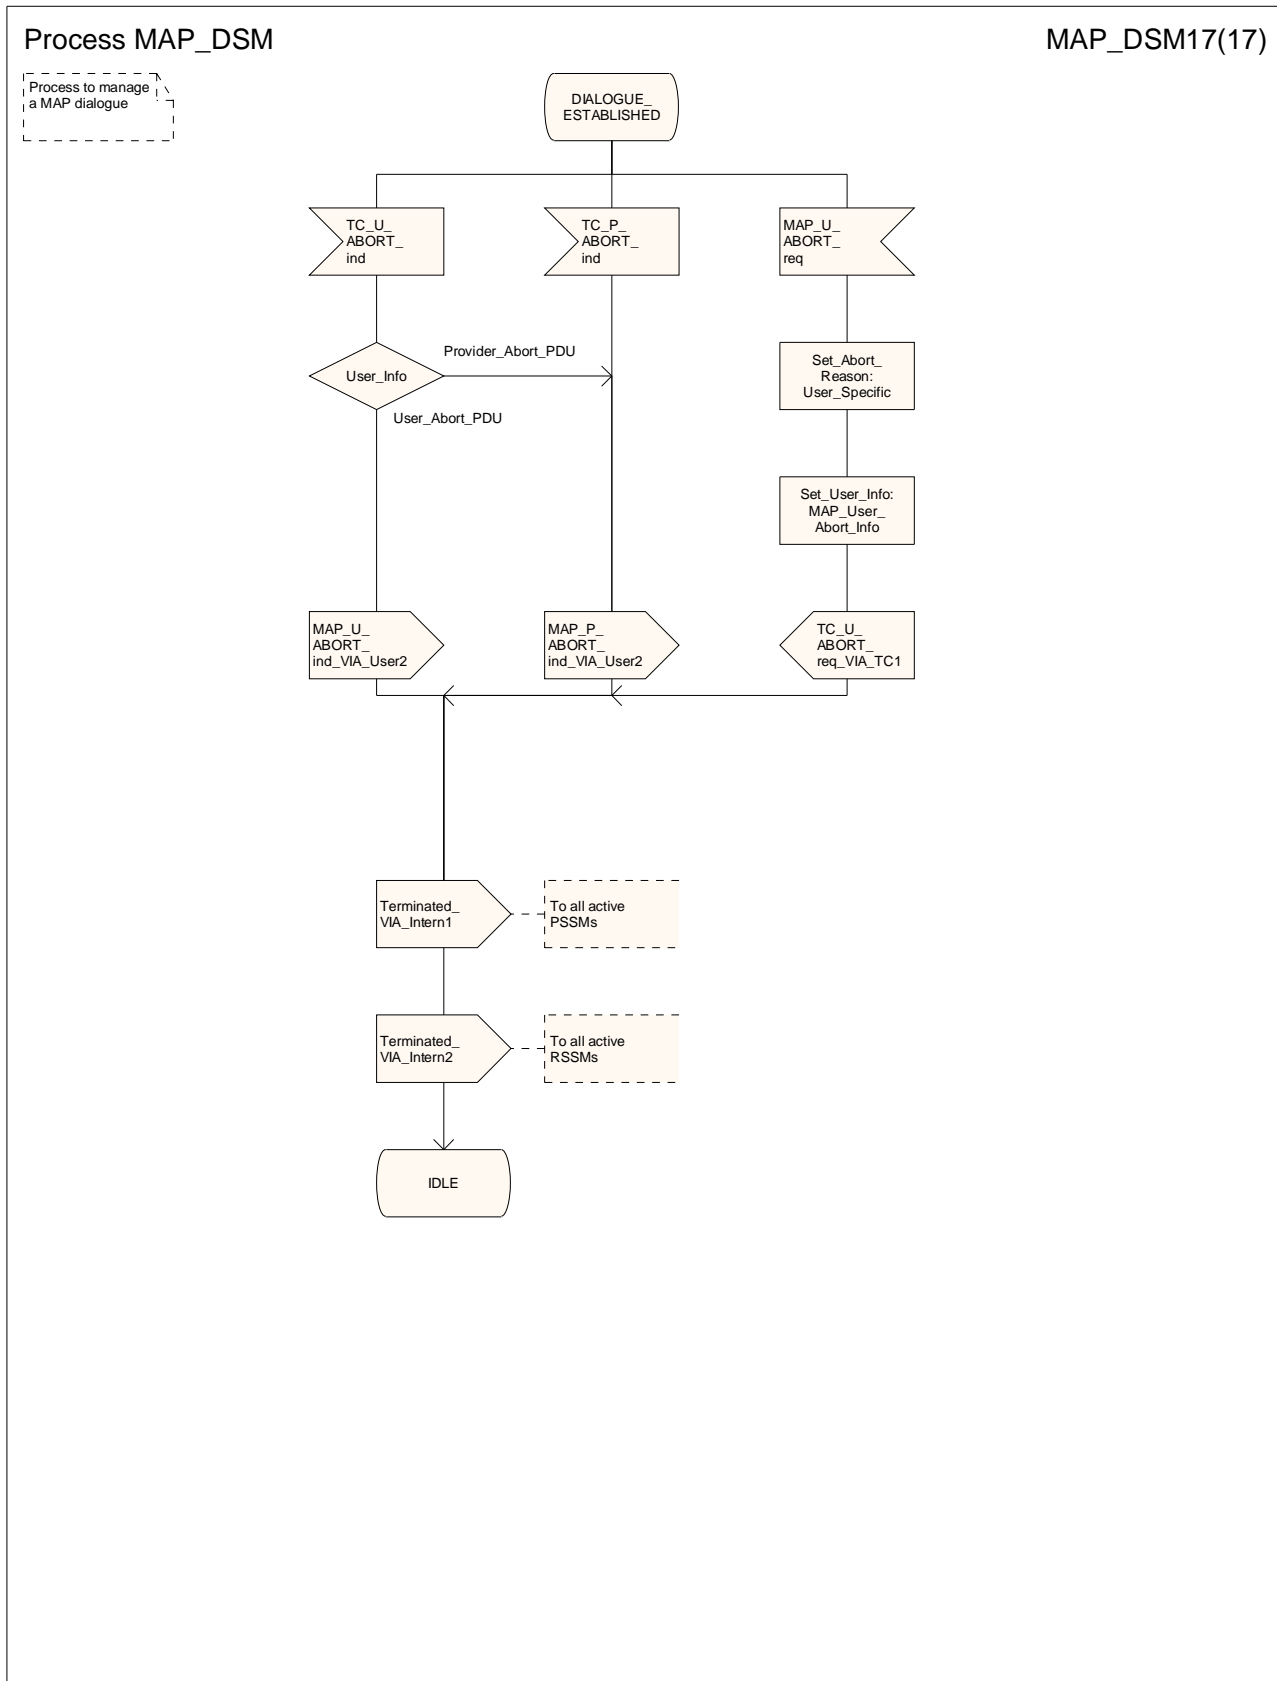 Process MAP_DSM
MAP_DSM17(17)
Process to manage
a MAP dialogue
DIALOGUE_
ESTABLISHED
TC_U_
ABORT_
ind
TC_P_
ABORT_
ind
MAP_U_
ABORT_
req
User_Info
Provider_Abort_PDU
User_Abort_PDU
Set_Abort_
Reason:
User_Specific
Set_User_Info:
MAP_User_
Abort_Info
MAP_U_
ABORT_
ind_VIA_User2
MAP_P_
ABORT_
ind_VIA_User2
TC_U_
ABORT_
req_VIA_TC1
Terminated_
VIA_Intern1
To all active
PSSMs
Terminated_
VIA_Intern2
To all active
RSSMs
IDLE